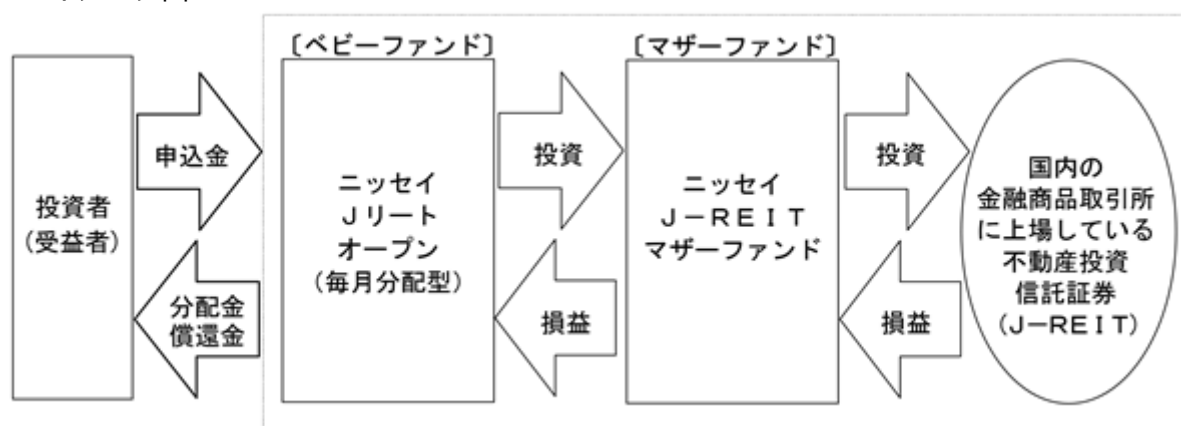 〔ベビーファンド〕
〔マザーファンド〕
投資者
(受益者)
申込金
分配金
償還金
ニッセイ
Jリート
オープン
(毎月分配型)
投資
損益
ニッセイ
J-REIT
マザーファンド
投資
損益
国内の
金融商品取引所
に上場している
不動産投資
信託証券
(J-REIT)